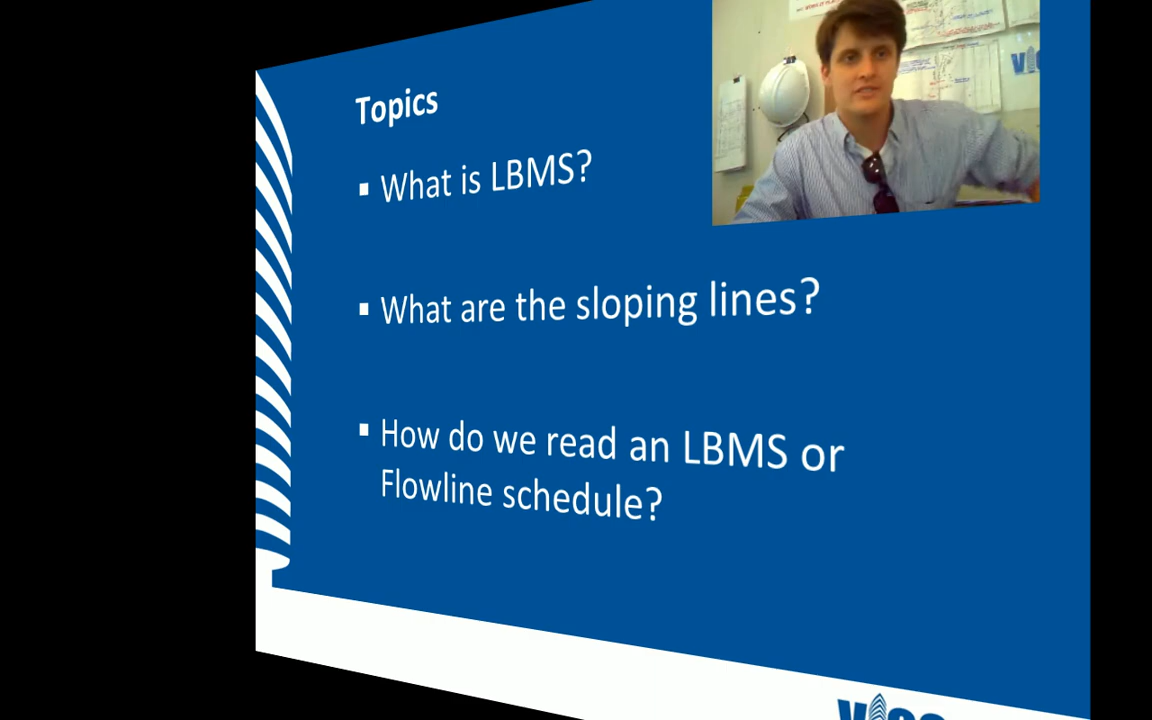 Topics
▪ What is LBMS?
▪ What are the sloping lines?
▪ How do we read an LBMS or
Flowline schedule?